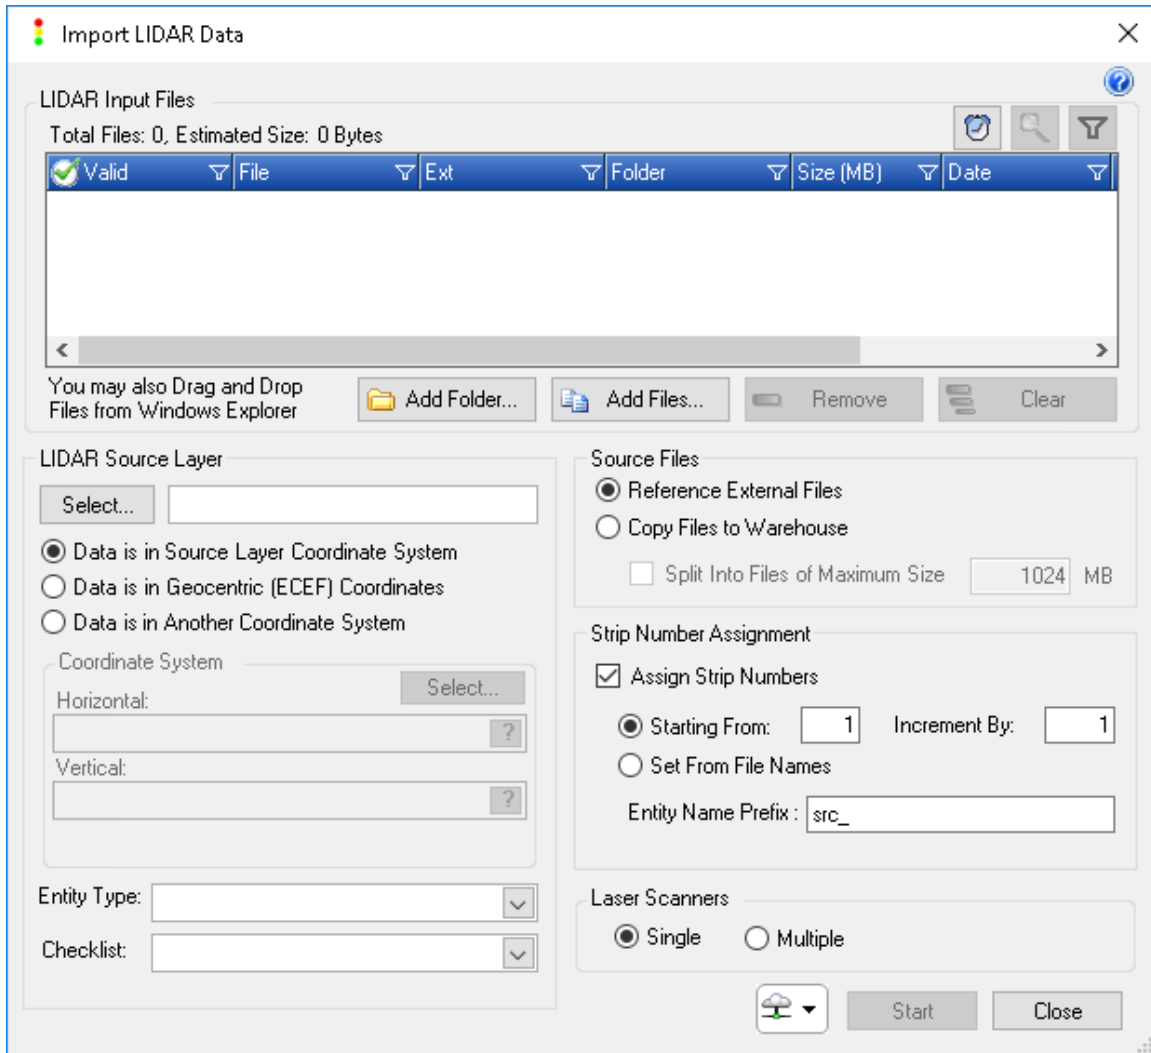 Import LIDAR Data
LIDAR Input Files
Total Files: 0, Estimated Size: 0 Bytes
Valid File Ext Folder Size (MB) Date
You may also Drag and Drop
Files from Windows Explorer
Add Folder... Add Files... Remove Clear
LIDAR Source Layer
Select...
Data is in Source Layer Coordinate System
Data is in Geocentric (ECEF) Coordinates
Data is in Another Coordinate System
Coordinate System
Select...
Horizontal:
?
Vertical:
?
Entity Type:
Checklist:
Source Files
Reference External Files
Copy Files to Warehouse
Split Into Files of Maximum Size 1024 MB
Strip Number Assignment
Assign Strip Numbers
Starting From: 1 Increment By: 1
Set From File Names
Entity Name Prefix : src_
Laser Scanners
Single Multiple
Start Close